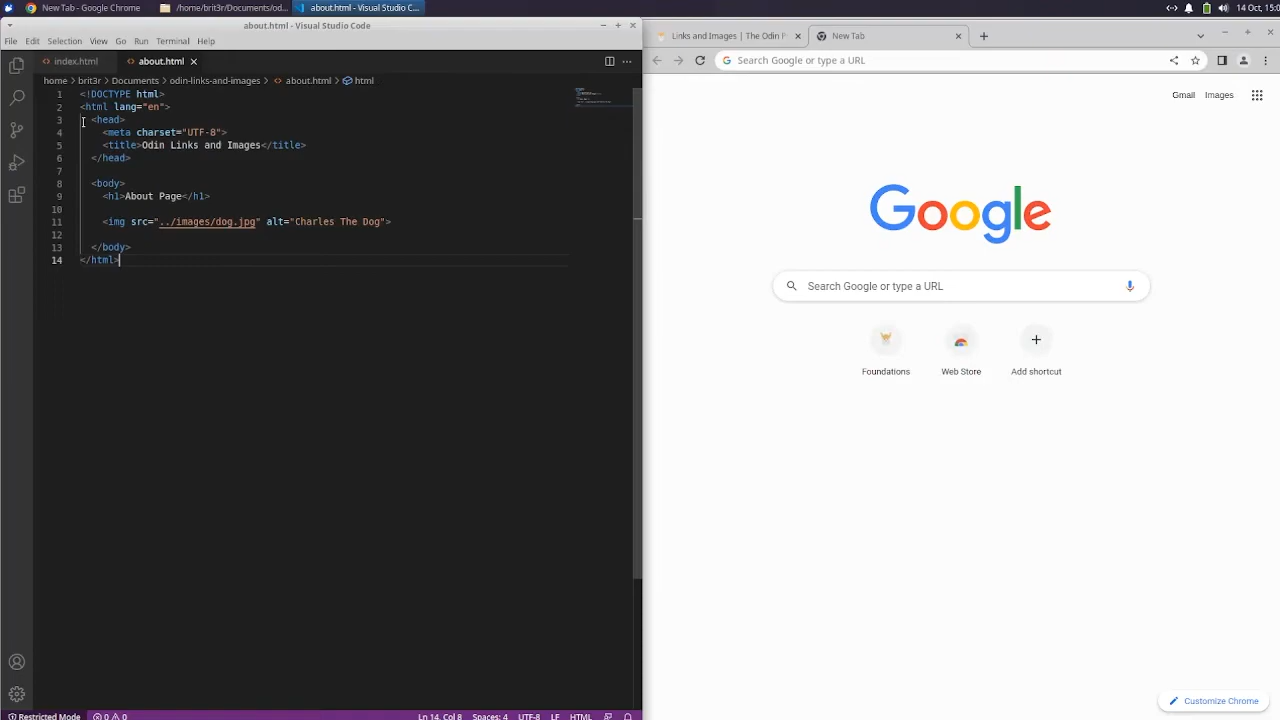 New Tab - Google Chrome
/home/brit3r/Documents/od...
about.html - Visual Studio C...
14 Oct, 15:0
about.html - Visual Studio Code
File Edit Selection View Go Run Terminal Help
index.html
about.html
home > brit3r > Documents > odin-links-and-images > about.html > html
1 <!DOCTYPE html>
2 <html lang="en">
3 <head>
4 <meta charset="UTF-8">
5 <title>Odin Links and Images</title>
6 </head>
7
8 <body>
9 <h1>About Page</h1>
10
11 <img src="../images/dog.jpg" alt="Charles The Dog">
12
13 </body>
14 </html>
Restricted Mode
0 0
Ln 14, Col 8 Spaces: 4 UTF-8 LF HTML
Links and Images | The Odin P
New Tab
Search Google or type a URL
Gmail Images
Google
Search Google or type a URL
Foundations Web Store Add shortcut
Customize Chrome